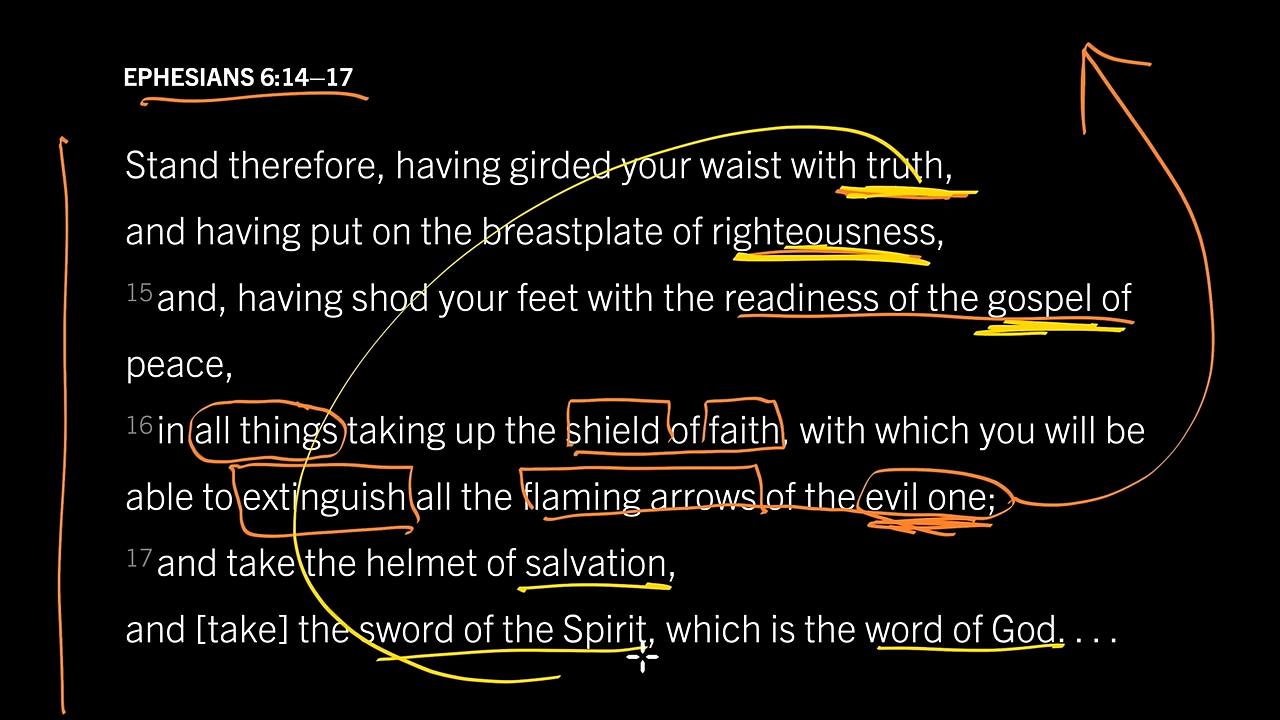 EPHESIANS 6:14–17
Stand therefore, having girded your waist with truth,
and having put on the breastplate of righteousness,
15 and, having shod your feet with the readiness of the gospel of
peace,
16 in all things taking up the shield of faith, with which you will be
able to extinguish all the flaming arrows of the evil one;
17 and take the helmet of salvation,
and [take] the sword of the Spirit, which is the word of God. . . .